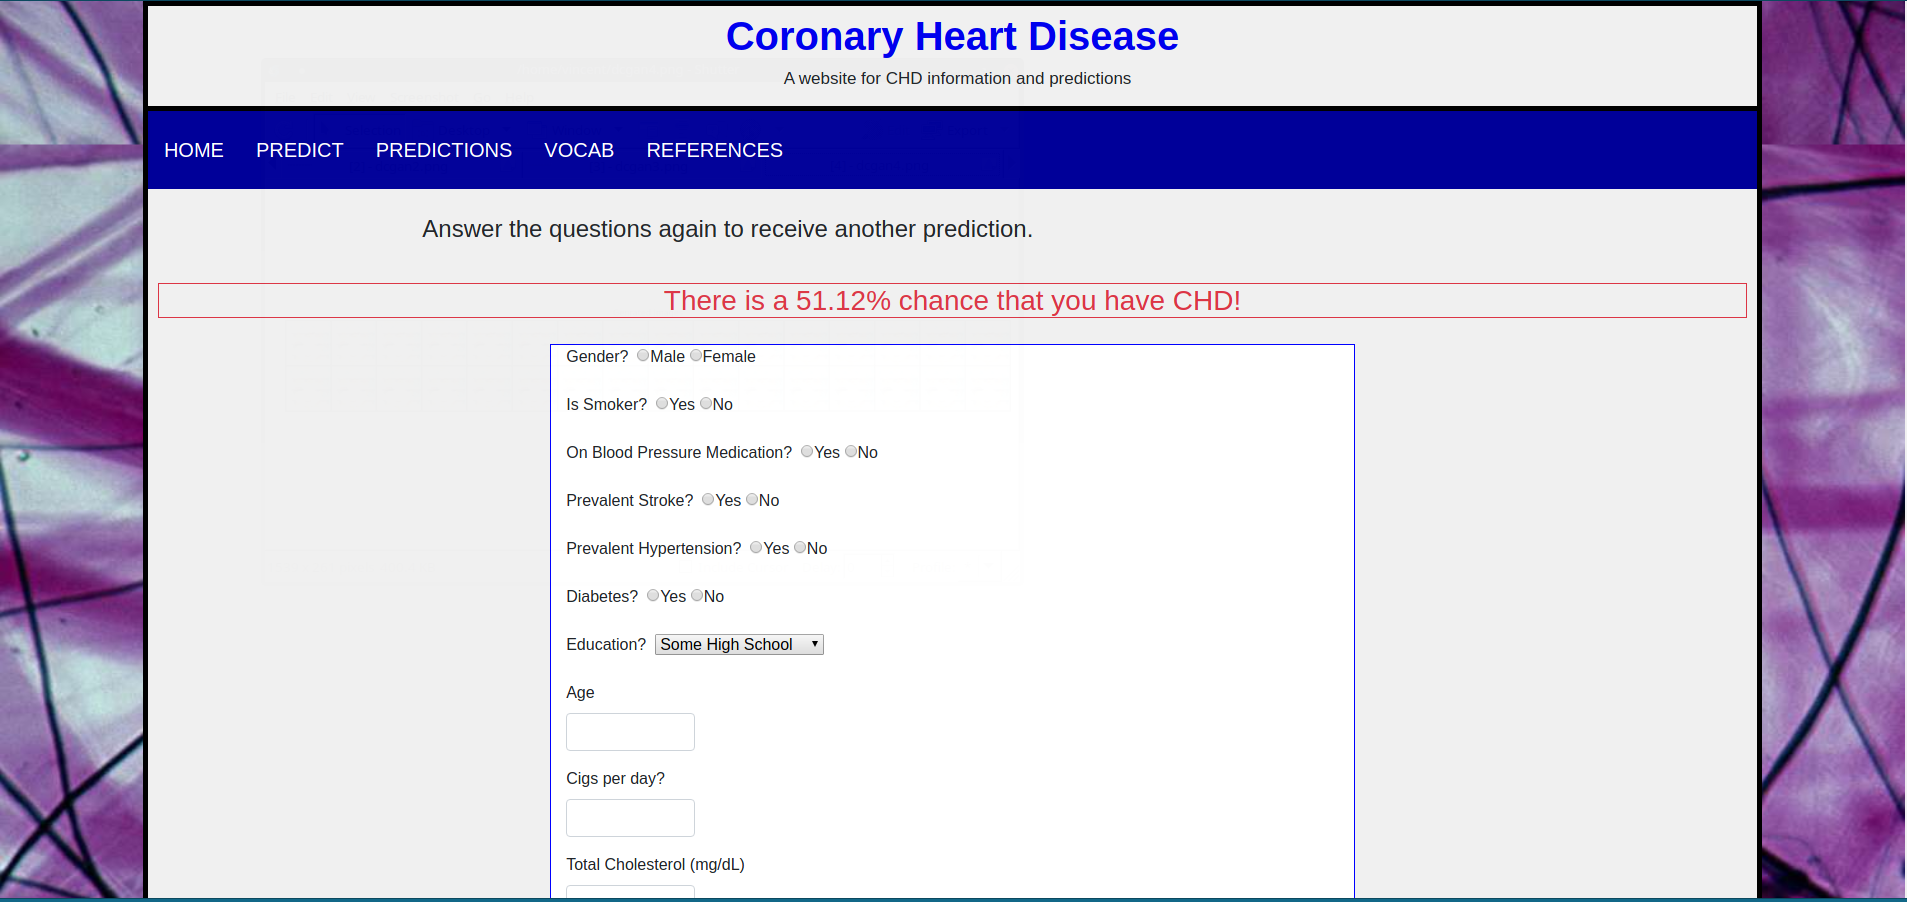 Coronary Heart Disease
A website for CHD information and predictions
HOME PREDICT PREDICTIONS VOCAB REFERENCES
Answer the questions again to receive another prediction.
There is a 51.12% chance that you have CHD!
Gender? Male Female
Is Smoker? Yes No
On Blood Pressure Medication? Yes No
Prevalent Stroke? Yes No
Prevalent Hypertension? Yes No
Diabetes? Yes No
Education? Some High School
Age
Cigs per day?
Total Cholesterol (mg/dL)